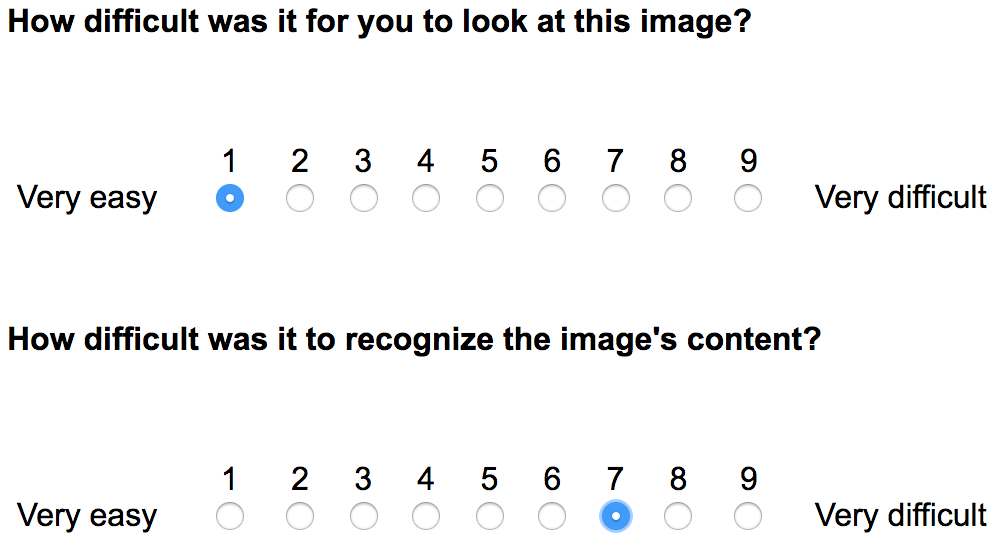 How difficult was it for you to look at this image?
1 2 3 4 5 6 7 8 9
Very easy Very difficult
How difficult was it to recognize the image's content?
1 2 3 4 5 6 7 8 9
Very easy Very difficult